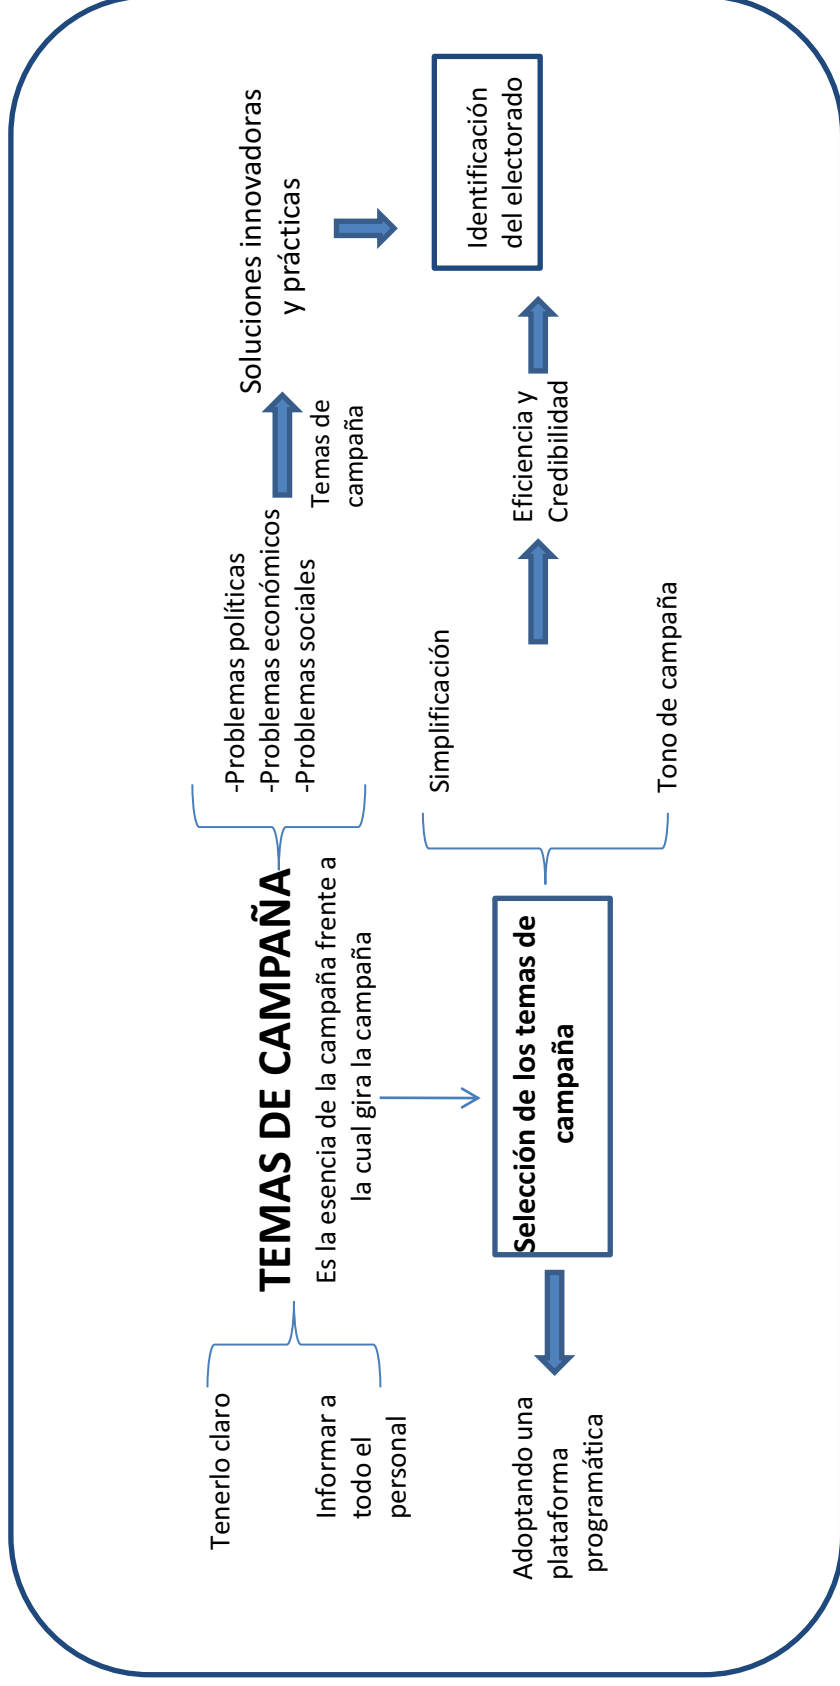 Tenerlo claro
Informar a
todo el
personal
TEMAS DE CAMPAÑA
Es la esencia de la campaña frente a
la cual gira la campaña
-Problemas políticas
-Problemas económicos
-Problemas sociales
Temas de
campaña
Soluciones innovadoras
y prácticas
Adoptando una
plataforma
programática
Selección de los temas de
campaña
Simplificación
Tono de campaña
Eficiencia y
Credibilidad
Identificación
del electorado